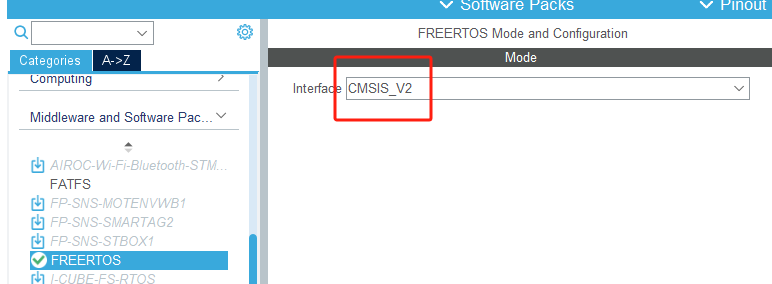 Software Packs
Pinout
FREERTOS Mode and Configuration
Categories
A->Z
Mode
Computing
Interface
CMSIS_V2
Middleware and Software Pac...
AIROC-Wi-Fi-Bluetooth-STM...
FATFS
FP-SNS-MOTENVWB1
FP-SNS-SMARTAG2
FP-SNS-STBOX1
FREERTOS
I-CUBE-FS-RTOS